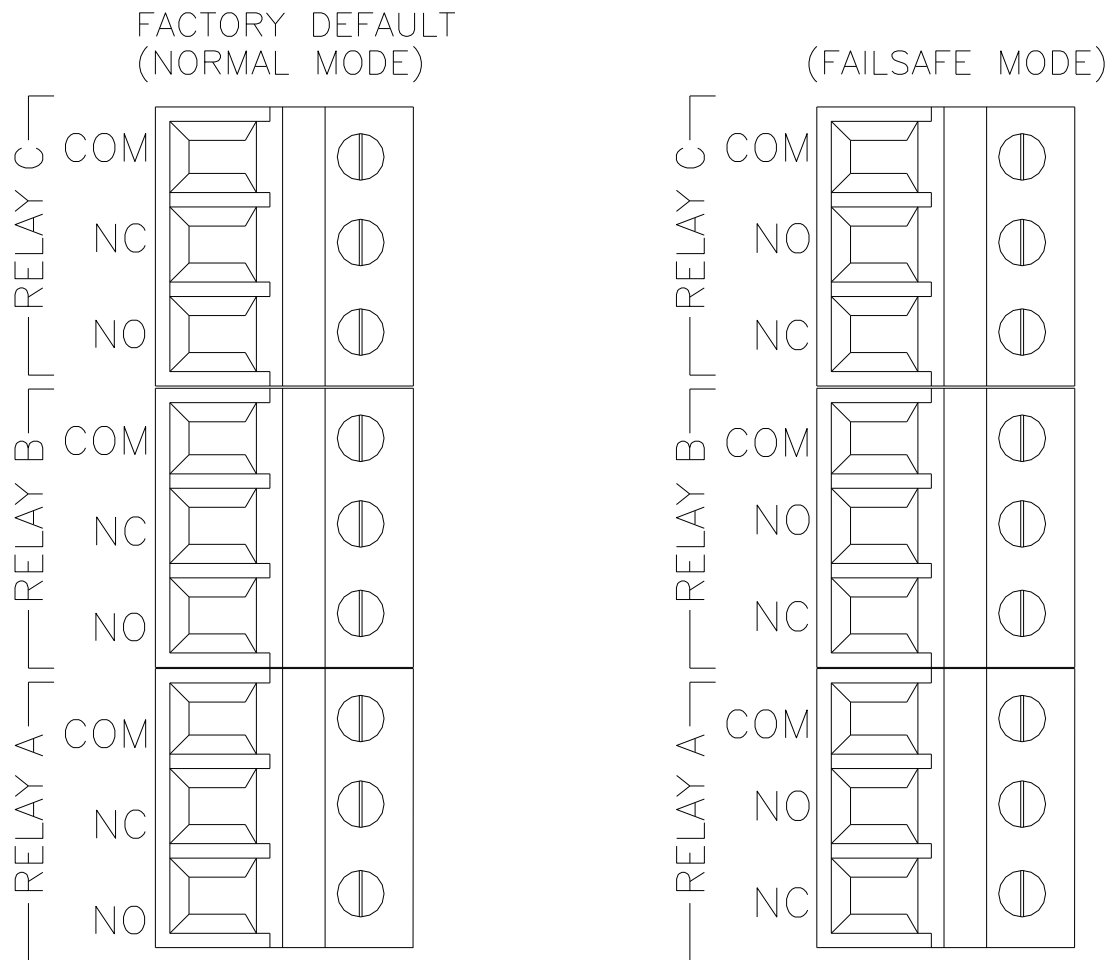 FACTORY DEFAULT
(NORMAL MODE)
RELAY C
COM
NC
NO
RELAY B
COM
NC
NO
RELAY A
COM
NC
NO
(FAILSAFE MODE)
RELAY C
COM
NO
NC
RELAY B
COM
NO
NC
RELAY A
COM
NO
NC